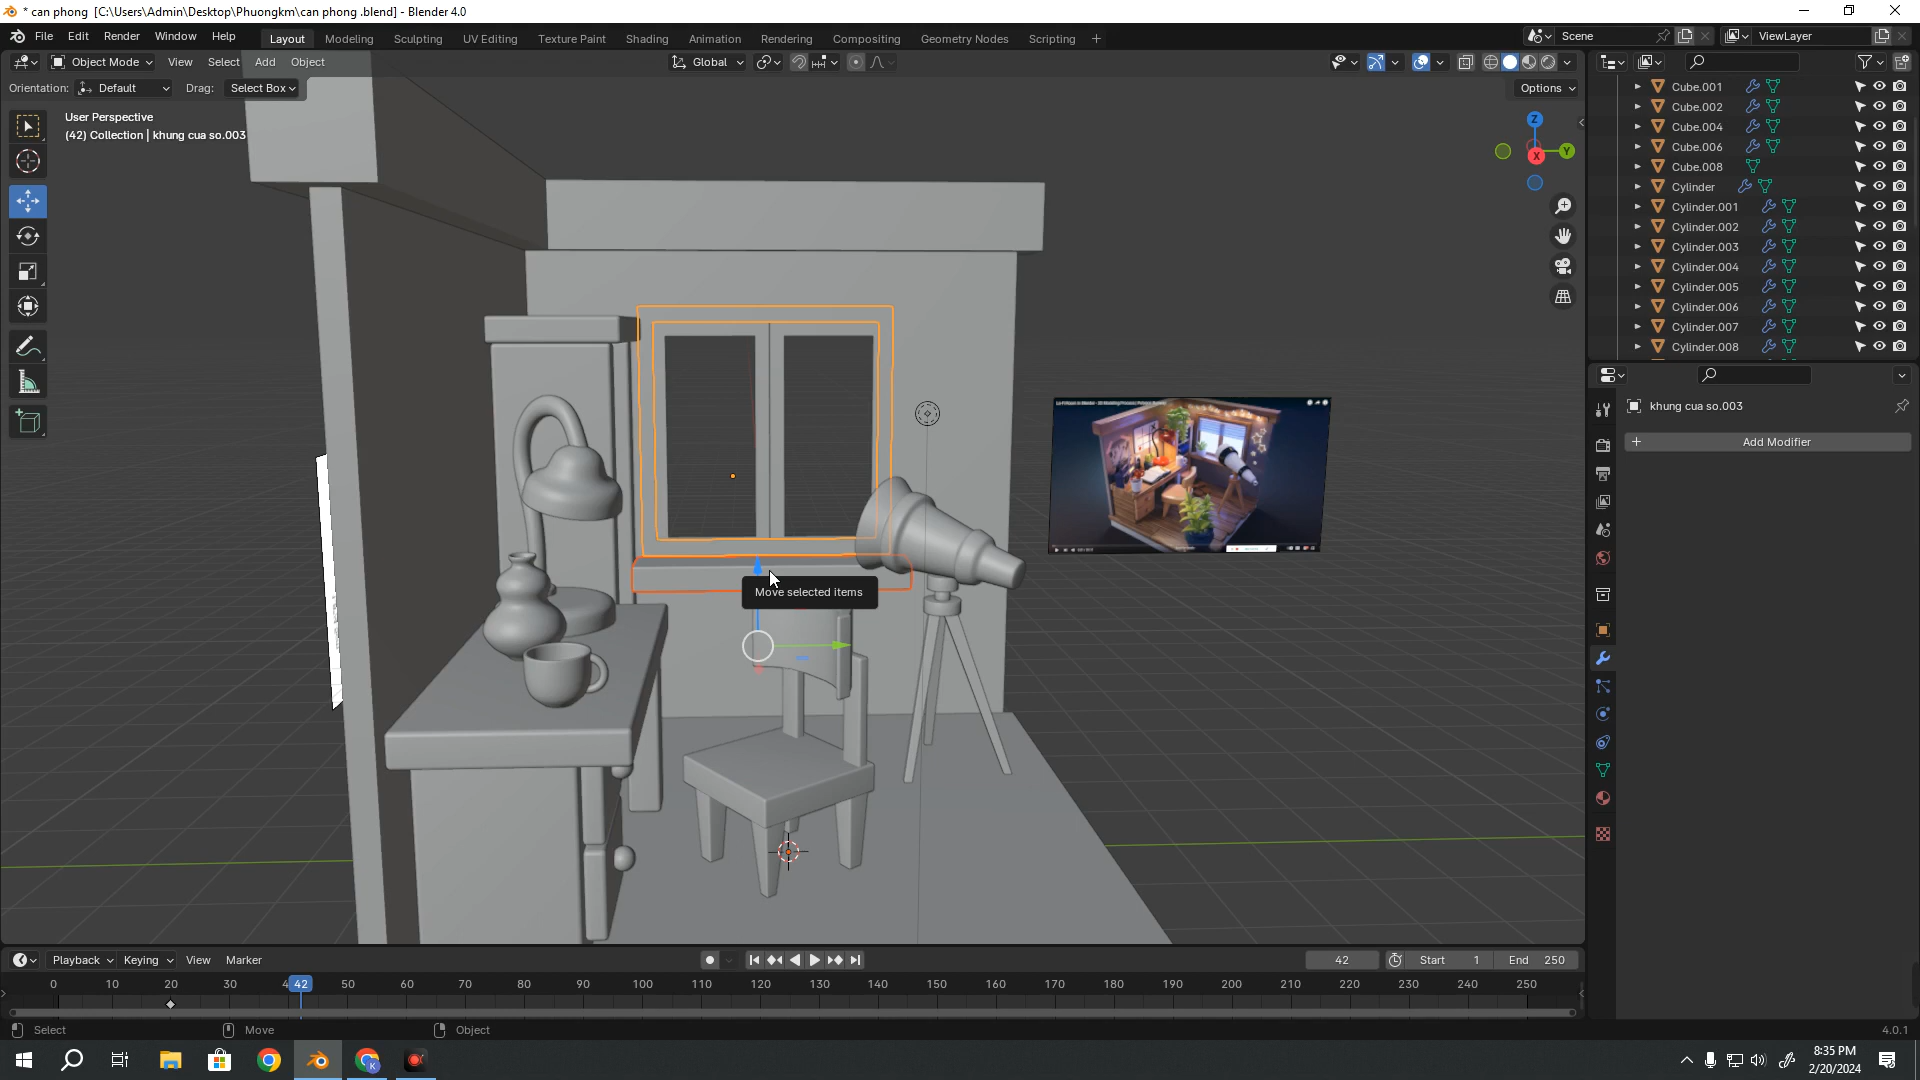 * can phong  [C:\Users\Admin\Desktop\Phuongkm\can phong .blend] - Blender 4.0
File Edit Render Window Help
Layout Modeling Sculpting UV Editing Texture Paint Shading Animation Rendering Compositing Geometry Nodes Scripting +
Scene ViewLayer
Object Mode View Select Add Object
Global
Orientation: Default Drag: Select Box
Options
User Perspective
(42) Collection | khung cua so.003
Z
Y
X
Cube.001
Cube.002
Cube.004
Cube.006
Cube.008
Cylinder
Cylinder.001
Cylinder.002
Cylinder.003
Cylinder.004
Cylinder.005
Cylinder.006
Cylinder.007
Cylinder.008
khung cua so.003
+ Add Modifier
Move selected items
Playback Keying View Marker
42 Start 1 End 250
0 10 20 30 4 42 50 60 70 80 90 100 110 120 130 140 150 160 170 180 190 200 210 220 230 240 250
Select Move Object
4.0.1
K
8:35 PM
2/20/2024